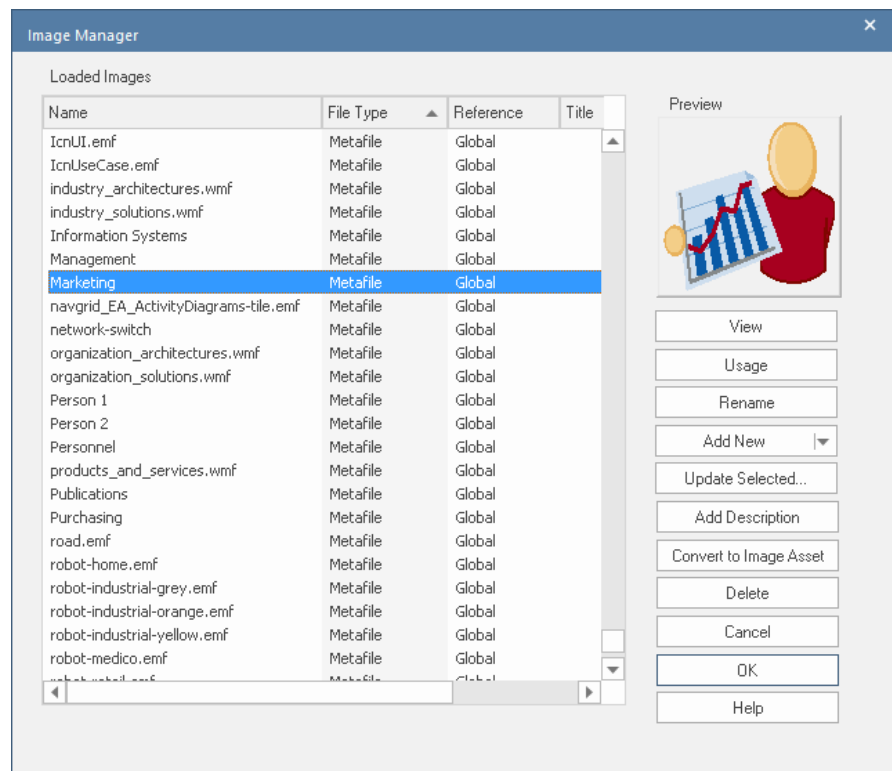 Image Manager
Loaded Images
Name File Type Reference Title
IcnUI.emf Metafile Global
IcnUseCase.emf Metafile Global
industry_architectures.wmf Metafile Global
industry_solutions.wmf Metafile Global
Information Systems Metafile Global
Management Metafile Global
Marketing Metafile Global
navgrid_EA_ActivityDiagrams-tile.emf Metafile Global
network-switch Metafile Global
organization_architectures.wmf Metafile Global
organization_solutions.wmf Metafile Global
Person 1 Metafile Global
Person 2 Metafile Global
Personnel Metafile Global
products_and_services.wmf Metafile Global
Publications Metafile Global
Purchasing Metafile Global
road.emf Metafile Global
robot-home.emf Metafile Global
robot-industrial-grey.emf Metafile Global
robot-industrial-orange.emf Metafile Global
robot-industrial-yellow.emf Metafile Global
robot-medico.emf Metafile Global
robot-retail.emf Metafile Global
Preview
View
Usage
Rename
Add New
Update Selected...
Add Description
Convert to Image Asset
Delete
Cancel
OK
Help